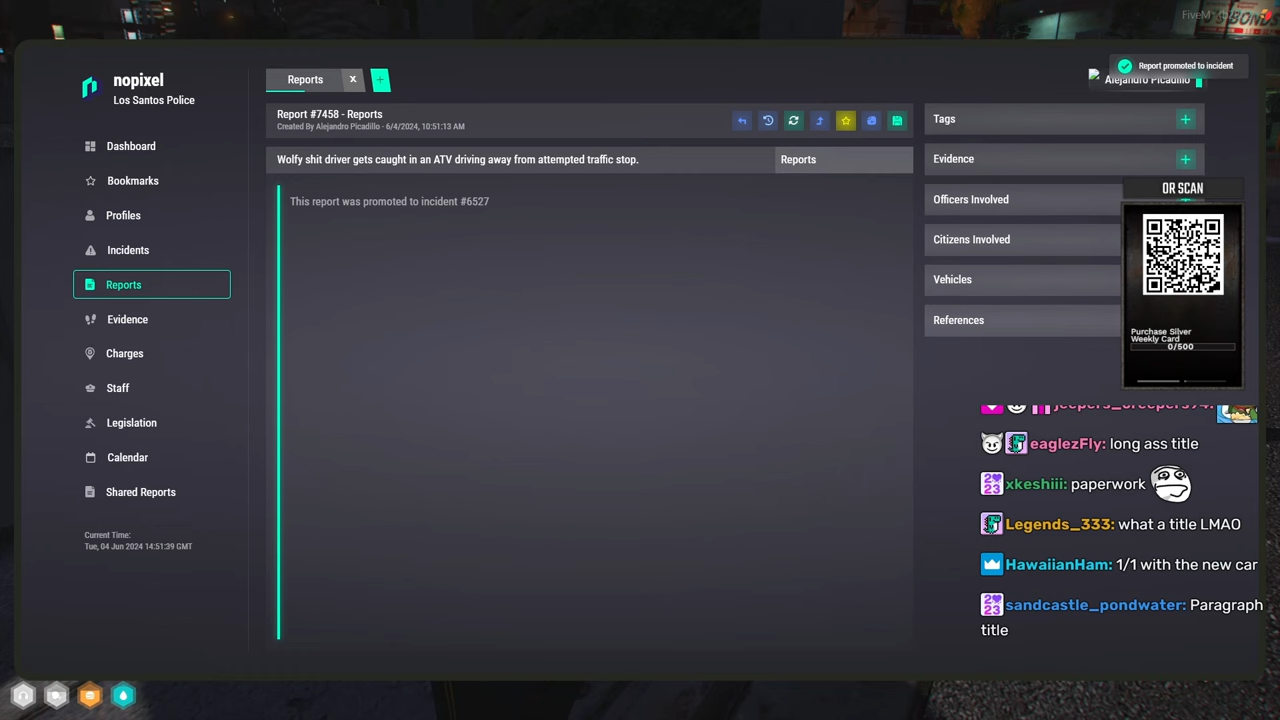 FiveM
BONDS
nopixel
Los Santos Police
Dashboard
Bookmarks
Profiles
Incidents
Reports
Evidence
Charges
Staff
Legislation
Calendar
Shared Reports
Current Time:
Tue, 04 Jun 2024 14:51:39 GMT
Reports
x
+
Report #7458 - Reports
Created By Alejandro Picadillo - 6/4/2024, 10:51:13 AM
Wolfy shit driver gets caught in an ATV driving away from attempted traffic stop.
Reports
This report was promoted to incident #6527
Report promoted to incident
Alejandro Picadillo
Tags
Evidence
Officers Involved
Citizens Involved
Vehicles
References
OR SCAN
Purchase Silver
Weekly Card
0/500
jeepers_creepers94:
eaglezFly: long ass title
xkeshiii: paperwork
Legends_333: what a title LMAO
HawaiianHam: 1/1 with the new car
sandcastle_pondwater: Paragraph
title